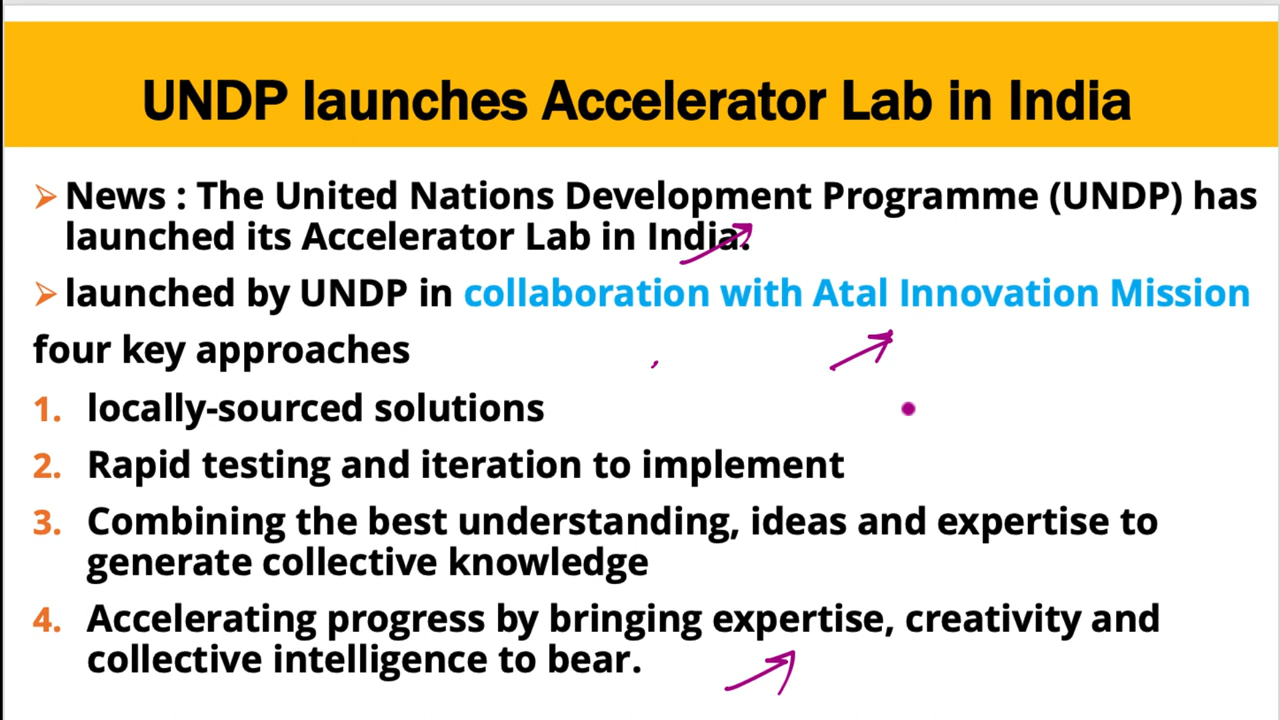 UNDP launches Accelerator Lab in India
News : The United Nations Development Programme (UNDP) has
launched its Accelerator Lab in India.
launched by UNDP in collaboration with Atal Innovation Mission
four key approaches
1. locally-sourced solutions
2. Rapid testing and iteration to implement
3. Combining the best understanding, ideas and expertise to
generate collective knowledge
4. Accelerating progress by bringing expertise, creativity and
collective intelligence to bear.